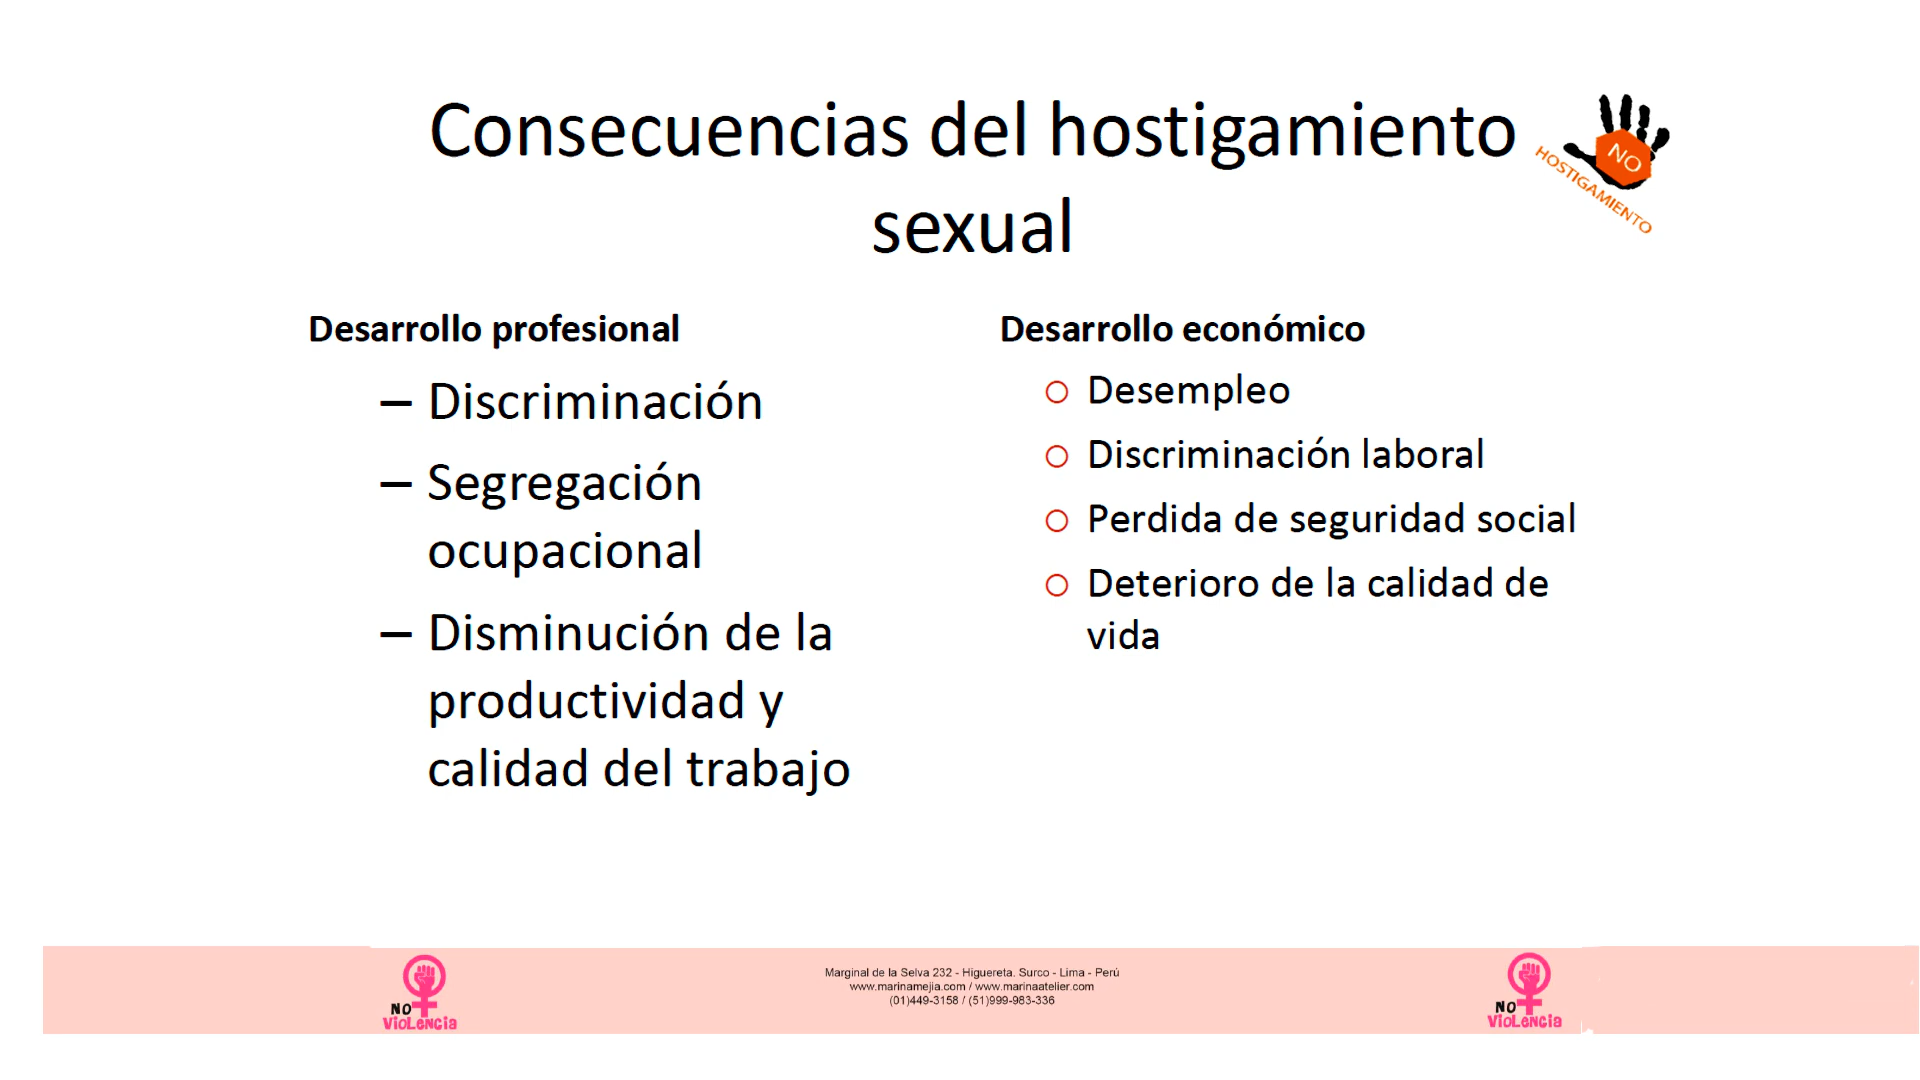 Consecuencias del hostigamiento
sexual
NO
HOSTIGAMIENTO
Desarrollo profesional
– Discriminación
– Segregación
ocupacional
– Disminución de la
productividad y
calidad del trabajo
Desarrollo económico
○ Desempleo
○ Discriminación laboral
○ Perdida de seguridad social
○ Deterioro de la calidad de
vida
NO
VioLeNCia
Marginal de la Selva 232 - Higuereta. Surco - Lima - Perú
www.marinamejia.com / www.marinaatelier.com
(01)449-3158 / (51)999-983-336
NO
VioLeNCia